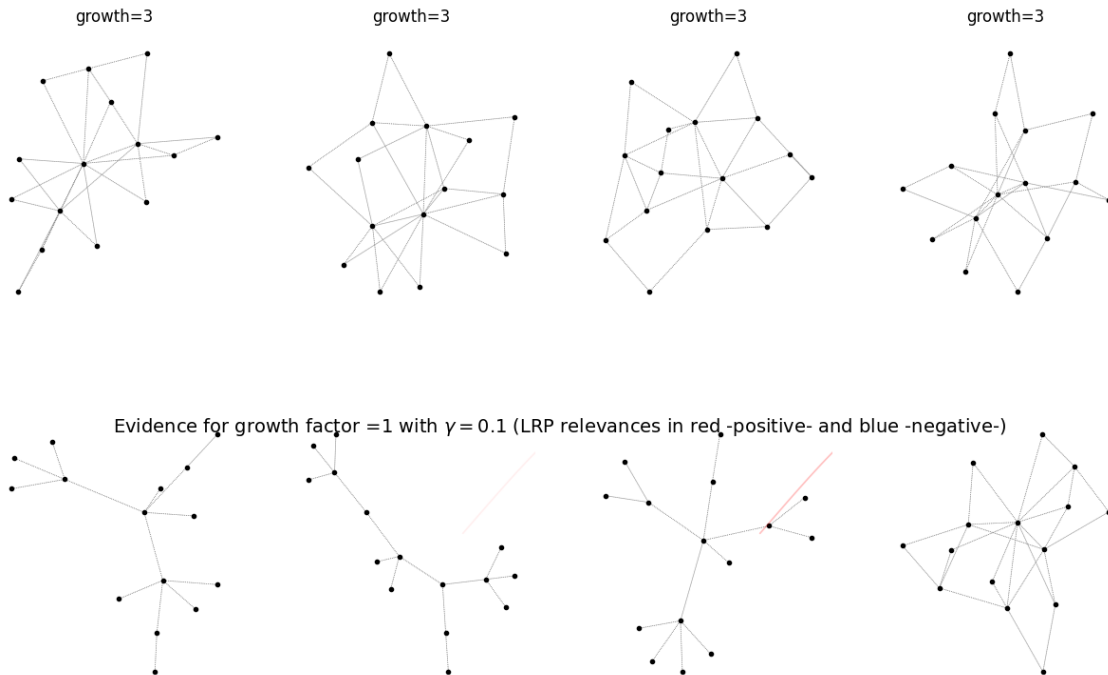 growth=3
growth=3
growth=3
growth=3
Evidence for growth factor =1 with γ = 0.1 (LRP relevances in red -positive- and blue -negative-)